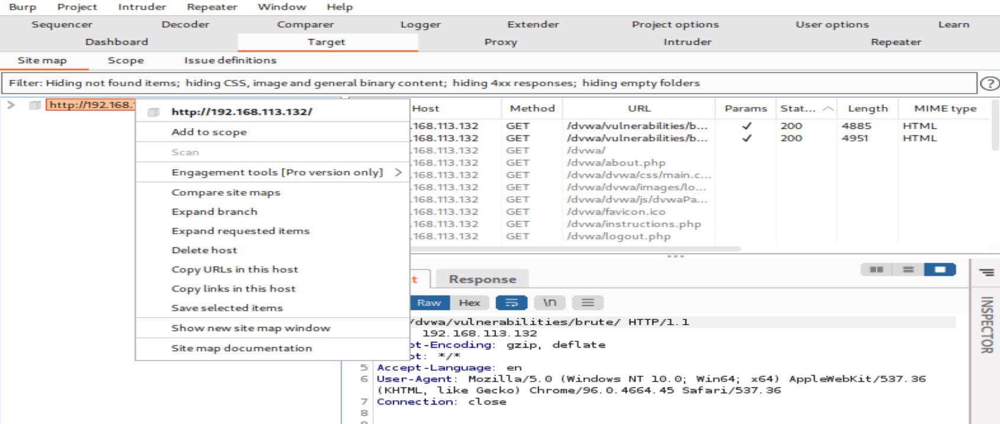 Burp Project Intruder Repeater Window Help
Sequencer Decoder Comparer Logger Extender Project options User options Learn
Dashboard Target Proxy Intruder Repeater
Site map Scope Issue definitions
Filter: Hiding not found items; hiding CSS, image and general binary content; hiding 4xx responses; hiding empty folders ?
http://192.168.
http://192.168.113.132/
Add to scope
Scan
Engagement tools [Pro version only] >
Compare site maps
Expand branch
Expand requested items
Delete host
Copy URLs in this host
Copy links in this host
Save selected items
Show new site map window
Site map documentation
Host Method URL Params Stat... Length MIME type
.168.113.132 GET /dvwa/vulnerabilities/b... ✓ 200 4885 HTML
.168.113.132 GET /dvwa/vulnerabilities/b... ✓ 200 4951 HTML
.168.113.132 GET /dvwa/
.168.113.132 GET /dvwa/about.php
.168.113.132 GET /dvwa/dvwa/css/main.c...
.168.113.132 GET /dvwa/dvwa/images/lo...
.168.113.132 GET /dvwa/dvwa/js/dvwaPa...
.168.113.132 GET /dvwa/favicon.ico
.168.113.132 GET /dvwa/instructions.php
.168.113.132 GET /dvwa/logout.php
t Response
Raw Hex \n
/dvwa/vulnerabilities/brute/ HTTP/1.1
192.168.113.132
pt-Encoding: gzip, deflate
pt: */*
5 Accept-Language: en
6 User-Agent: Mozilla/5.0 (Windows NT 10.0; Win64; x64) AppleWebKit/537.36
(KHTML, like Gecko) Chrome/96.0.4664.45 Safari/537.36
7 Connection: close
8
INSPECTOR